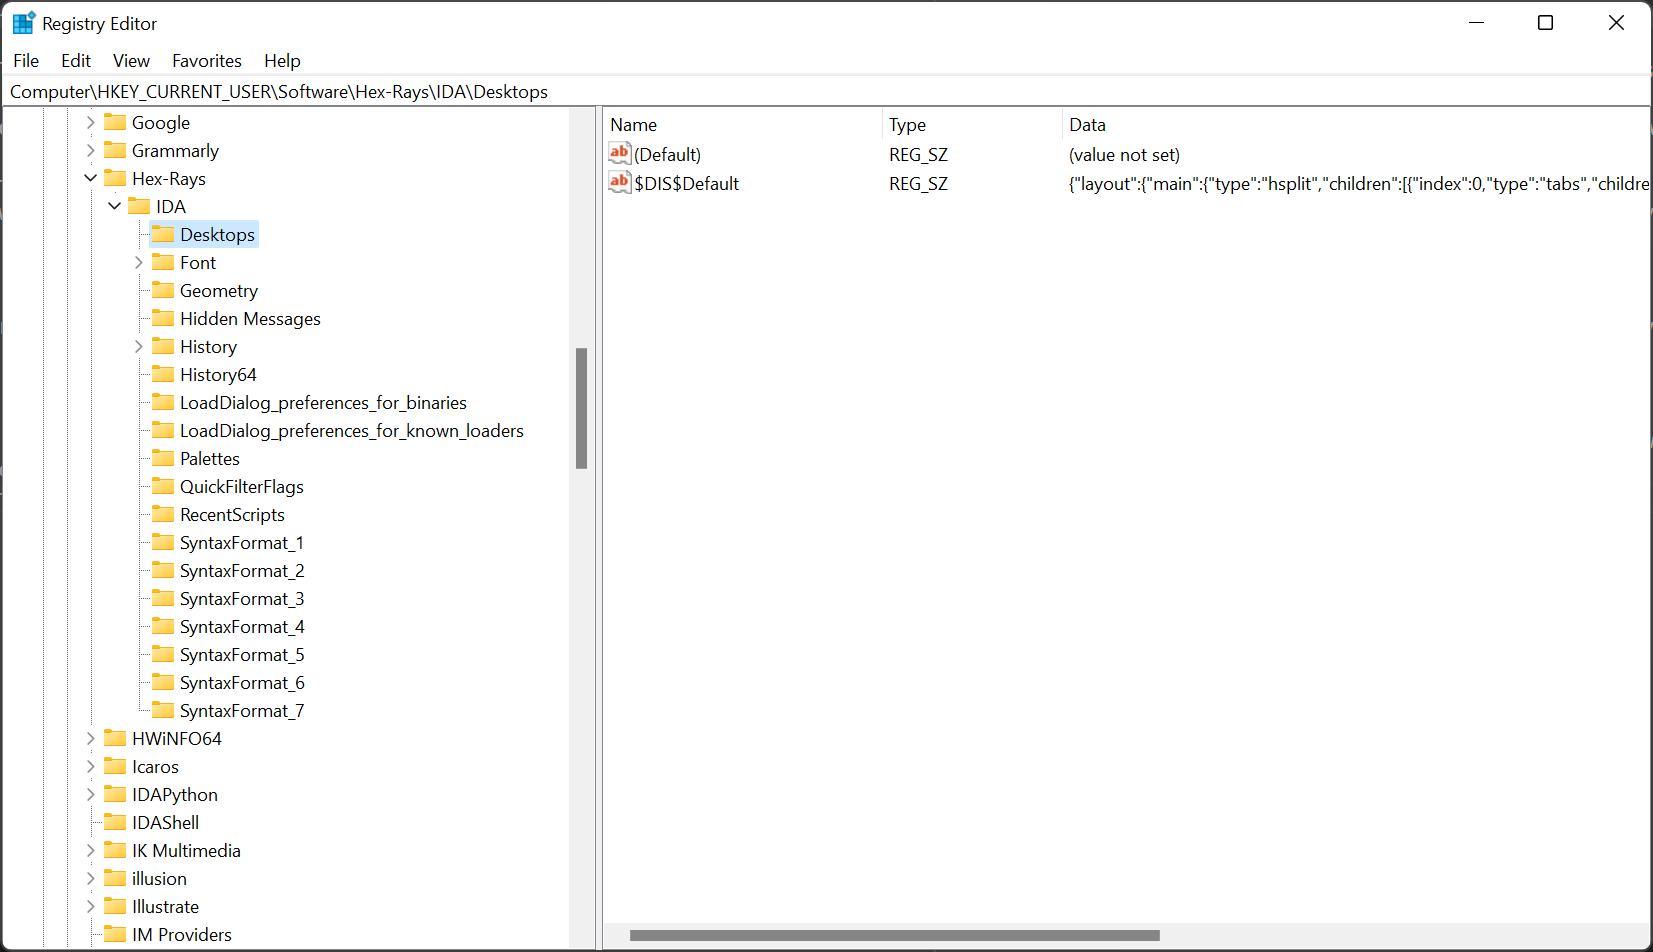 Registry Editor
File Edit View Favorites Help
Computer\HKEY_CURRENT_USER\Software\Hex-Rays\IDA\Desktops
Google
Grammarly
Hex-Rays
IDA
Desktops
Font
Geometry
Hidden Messages
History
History64
LoadDialog_preferences_for_binaries
LoadDialog_preferences_for_known_loaders
Palettes
QuickFilterFlags
RecentScripts
SyntaxFormat_1
SyntaxFormat_2
SyntaxFormat_3
SyntaxFormat_4
SyntaxFormat_5
SyntaxFormat_6
SyntaxFormat_7
HWiNFO64
Icaros
IDAPython
IDAShell
IK Multimedia
illusion
Illustrate
IM Providers
Name Type Data
ab (Default) REG_SZ (value not set)
ab $DIS$Default REG_SZ {"layout":{"main":{"type":"hsplit","children":[{"index":0,"type":"tabs","childre